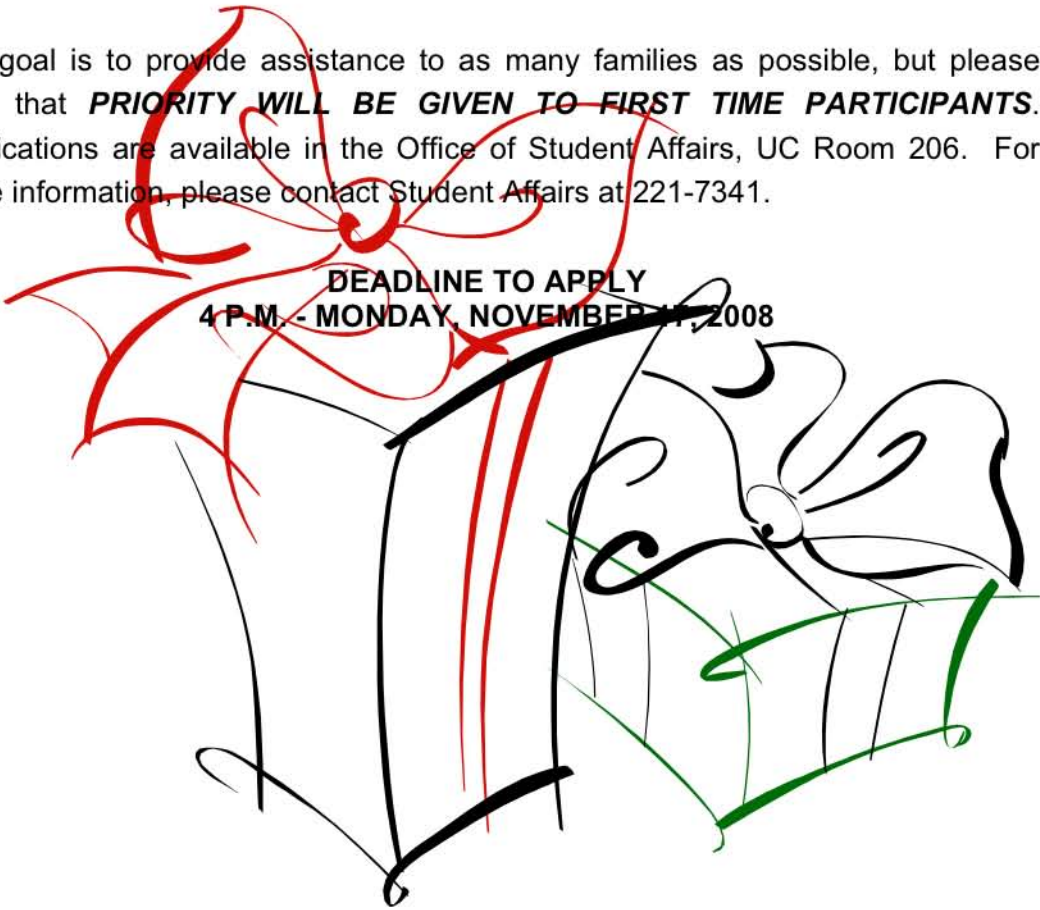 goal is to provide assistance to as many families as possible, but please
that PRIORITY WILL BE GIVEN TO FIRST TIME PARTICIPANTS.
ications are available in the Office of Student Affairs, UC Room 206. For
e information, please contact Student Affairs at 221-7341.
DEADLINE TO APPLY
4 P.M. - MONDAY, NOVEMBER 17, 2008